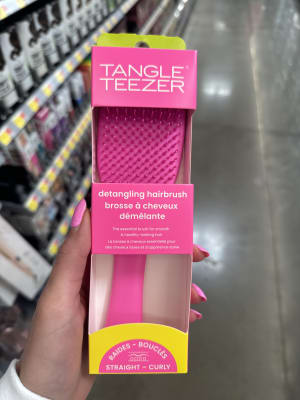 TANGLE
TEEZER
detangling hairbrush
brosse à cheveux
démêlante
The essential brush for smooth
& healthy-looking hair
La brosse à cheveux essentielle pour
des cheveux lisses et d'apparence saine
RAIDES - BOUCLÉS
STRAIGHT - CURLY